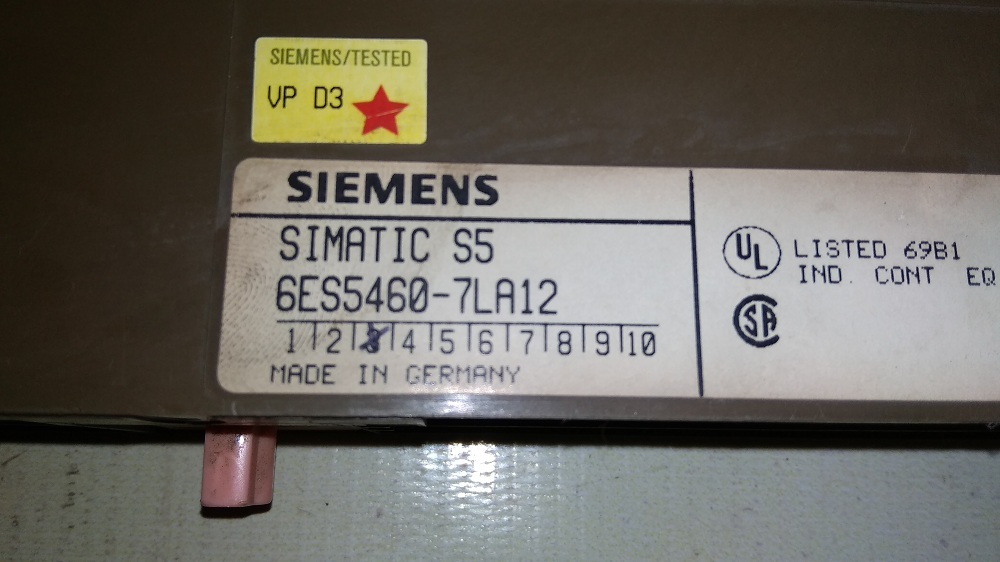 SIEMENS/TESTED
VP D3
SIEMENS
SIMATIC S5
6ES5460-7LA12
1 2 3 4 5 6 7 8 9 10
MADE IN GERMANY
UL LISTED 69B1
IND. CONT EQ
SA